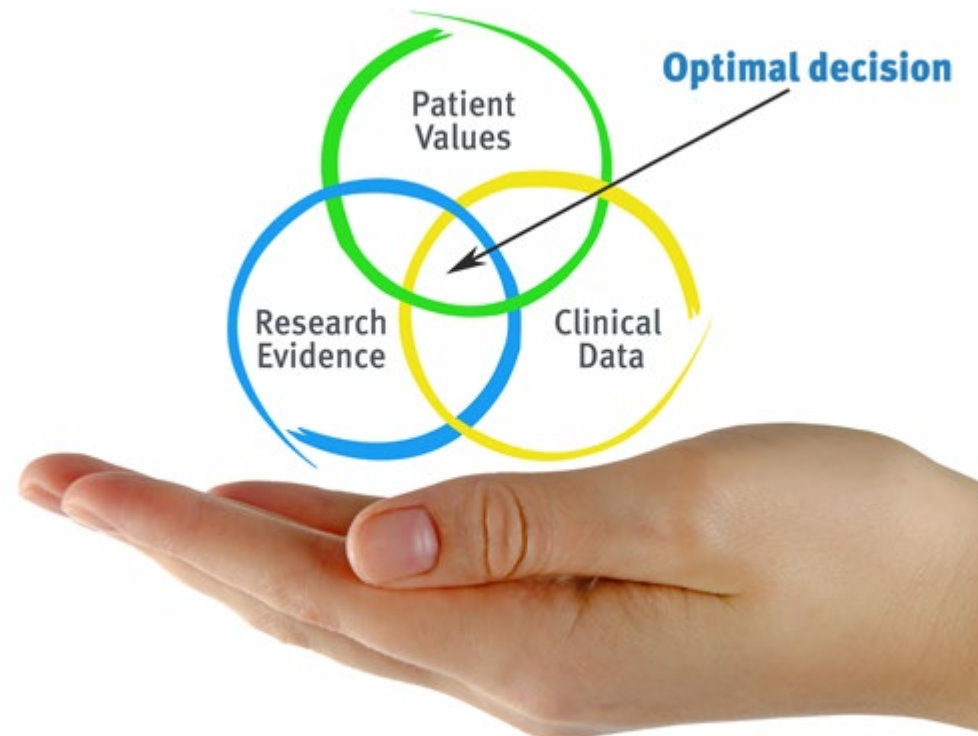 Optimal decision
Patient
Values
Research
Evidence
Clinical
Data